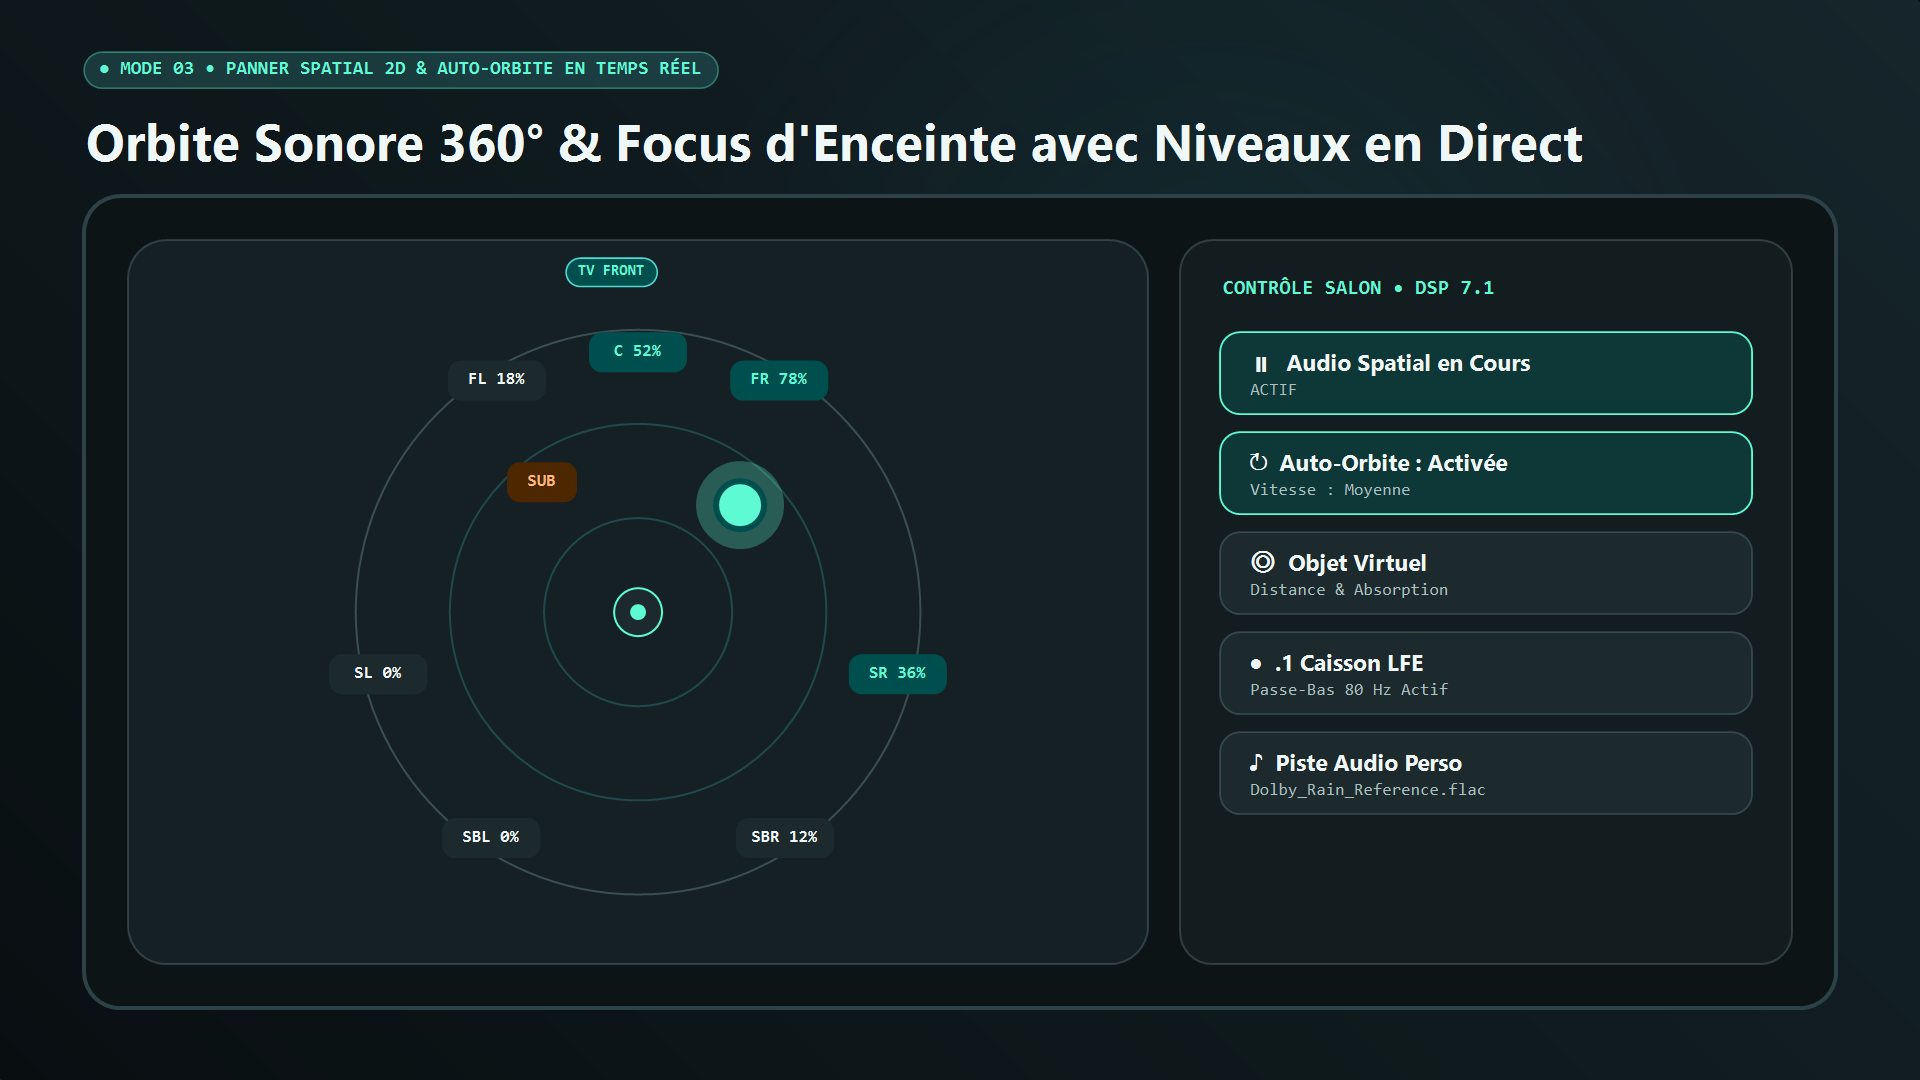 ● MODE 03 • PANNER SPATIAL 2D & AUTO-ORBITE EN TEMPS RÉEL
Orbite Sonore 360° & Focus d'Enceinte avec Niveaux en Direct
TV FRONT
C 52%
FL 18%
FR 78%
SUB
SL 0%
SR 36%
SBL 0%
SBR 12%
CONTRÔLE SALON • DSP 7.1
⏸ Audio Spatial en Cours
ACTIF
↻ Auto-Orbite : Activée
Vitesse : Moyenne
◎ Objet Virtuel
Distance & Absorption
● .1 Caisson LFE
Passe-Bas 80 Hz Actif
♪ Piste Audio Perso
Dolby_Rain_Reference.flac